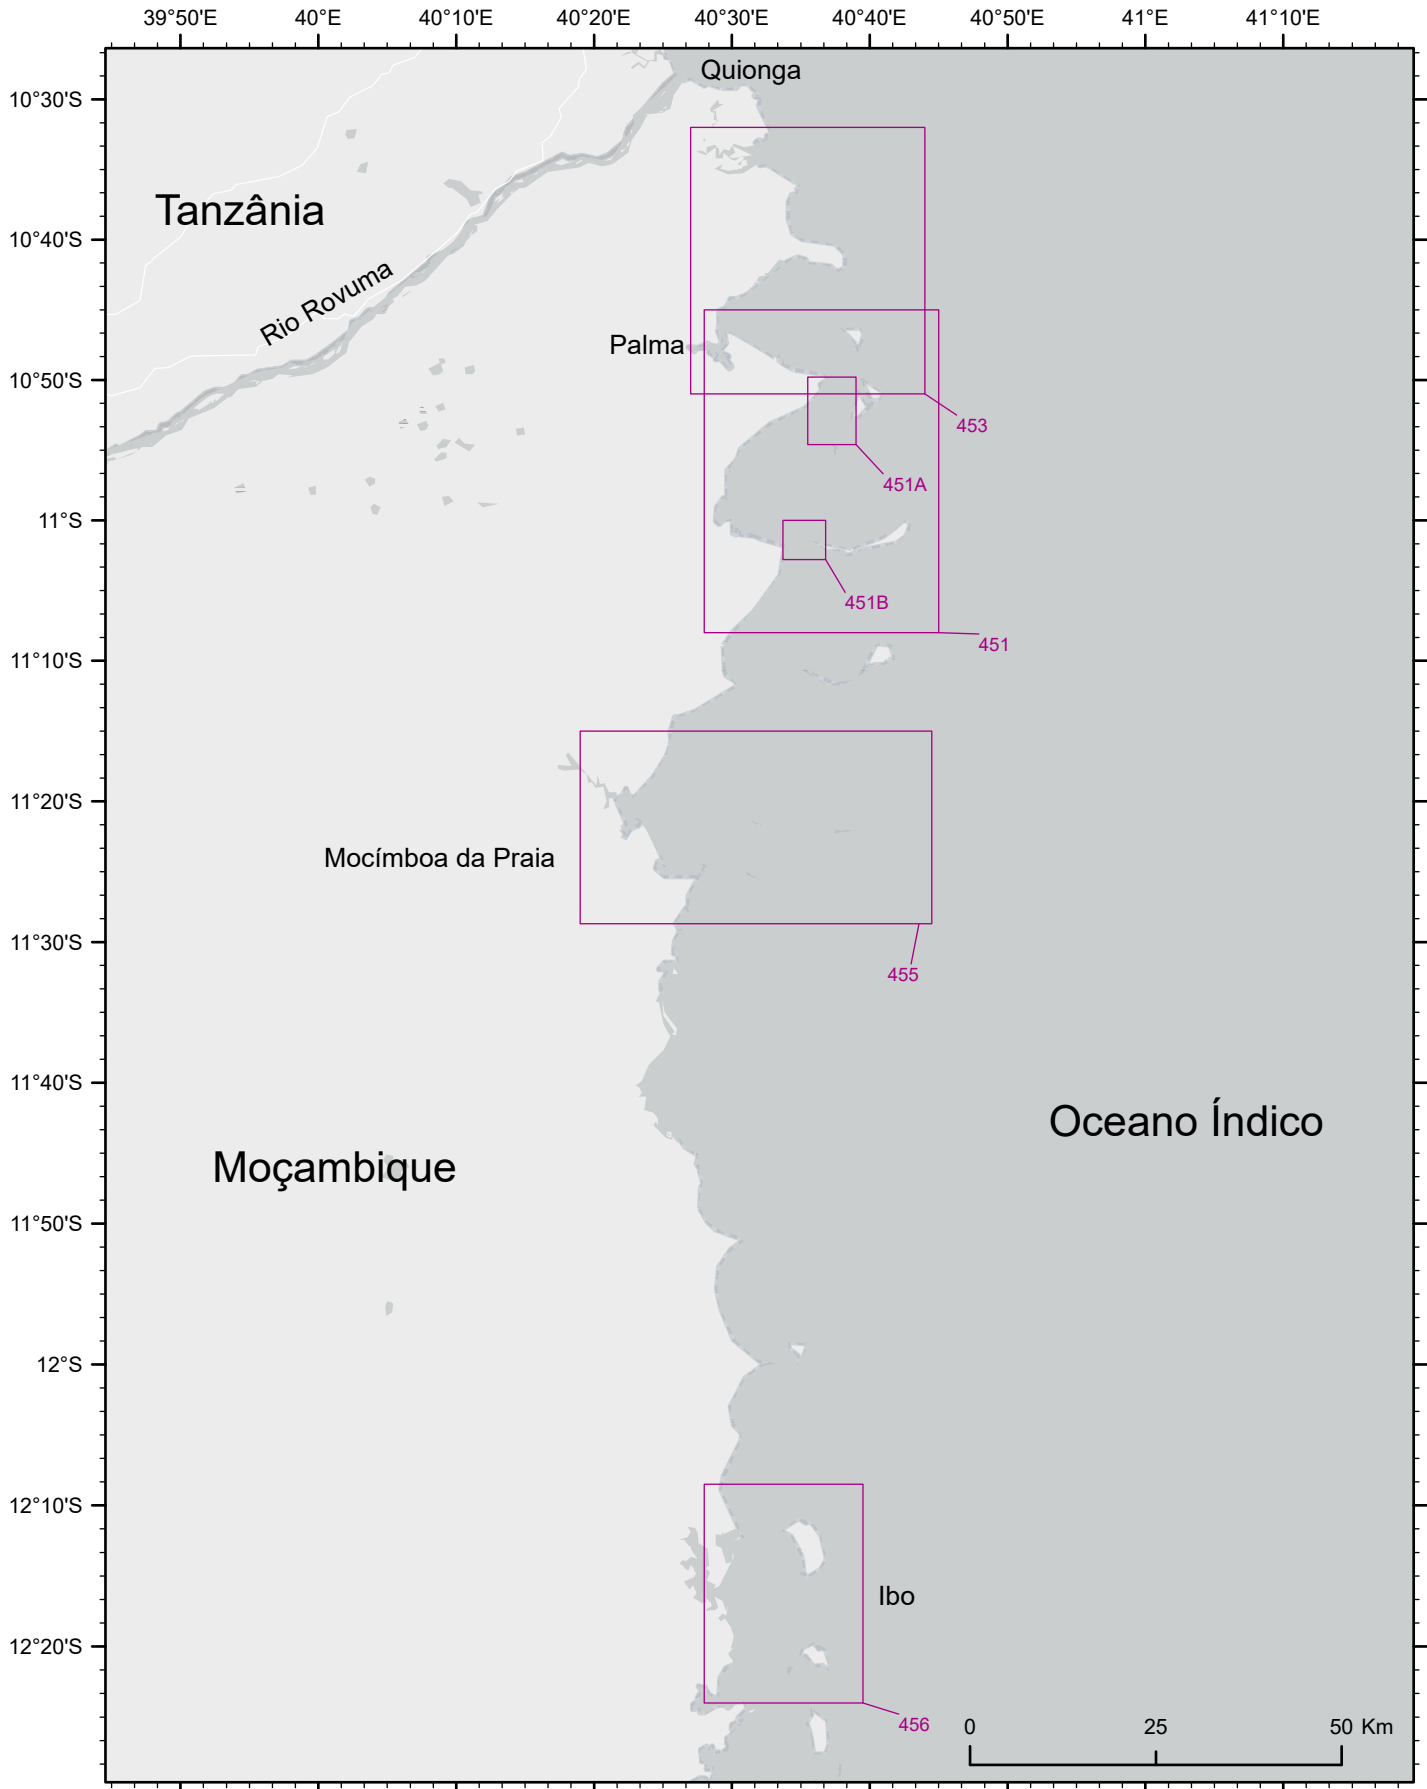 39°50'E 40°E 40°10'E 40°20'E 40°30'E 40°40'E 40°50'E 41°E 41°10'E
Quionga
10°30'S
Tanzânia
10°40'S
Rio Rovuma
Palma
10°50'S
453
451A
11°S
451B
451
11°10'S
11°20'S
Mocímboa da Praia
11°30'S
455
11°40'S
Oceano Índico
Moçambique
11°50'S
12°S
12°10'S
Ibo
12°20'S
456
0 25 50 Km